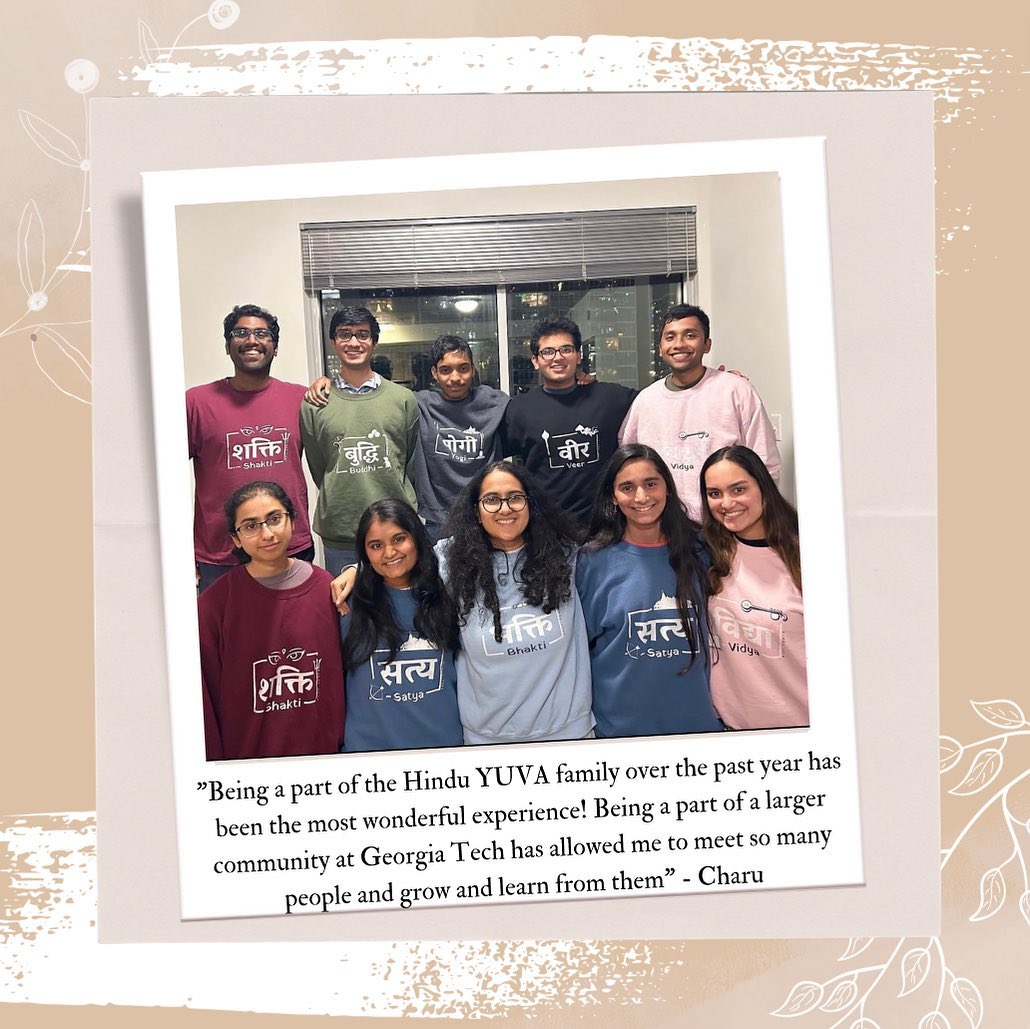 शक्ति
Shakti
बुद्धि
Buddhi
योगी
Yogi
वीर
Veer
Vidya
शक्ति
Shakti
सत्य
Satya
भक्ति
Bhakti
सत्य
Satya
विद्या
Vidya
”Being a part of the Hindu YUVA family over the past year has
been the most wonderful experience! Being a part of a larger
community at Georgia Tech has allowed me to meet so many
people and grow and learn from them” - Charu